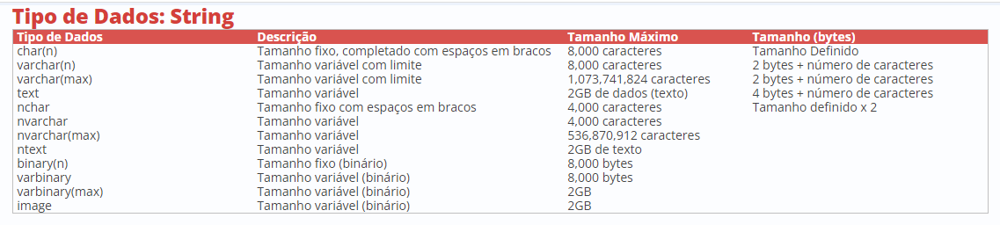 Tipo de Dados: String
Tipo de Dados Descrição Tamanho Máximo Tamanho (bytes)
char(n) Tamanho fixo, completado com espaços em bracos 8,000 caracteres Tamanho Definido
varchar(n) Tamanho variável com limite 8,000 caracteres 2 bytes + número de caracteres
varchar(max) Tamanho variável com limite 1,073,741,824 caracteres 2 bytes + número de caracteres
text Tamanho variável 2GB de dados (texto) 4 bytes + número de caracteres
nchar Tamanho fixo com espaços em bracos 4,000 caracteres Tamanho definido x 2
nvarchar Tamanho variável 4,000 caracteres
nvarchar(max) Tamanho variável 536,870,912 caracteres
ntext Tamanho variável 2GB de texto
binary(n) Tamanho fixo (binário) 8,000 bytes
varbinary Tamanho variável (binário) 8,000 bytes
varbinary(max) Tamanho variável (binário) 2GB
image Tamanho variável (binário) 2GB